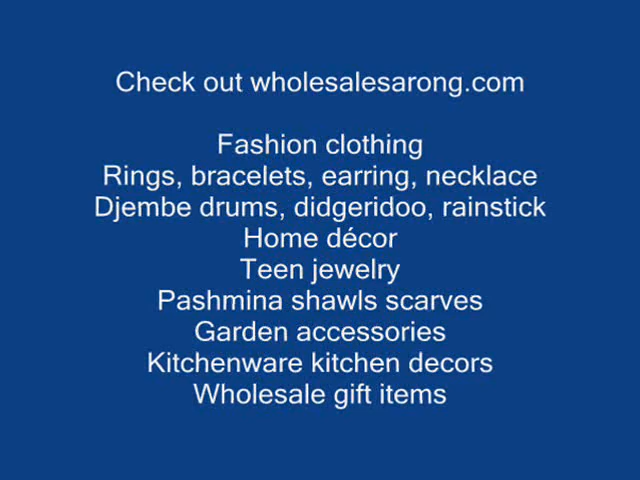 Check out wholesalesarong.com
Fashion clothing
Rings, bracelets, earring, necklace
Djembe drums, didgeridoo, rainstick
Home décor
Teen jewelry
Pashmina shawls scarves
Garden accessories
Kitchenware kitchen decors
Wholesale gift items